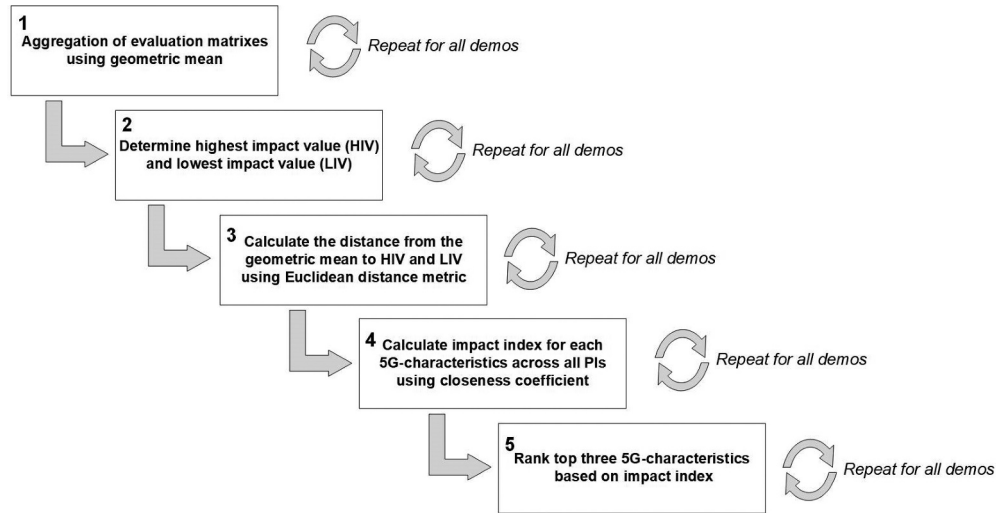 1
Aggregation of evaluation matrixes
using geometric mean
Repeat for all demos
2
Determine highest impact value (HIV)
and lowest impact value (LIV)
Repeat for all demos
3
Calculate the distance from the
geometric mean to HIV and LIV
using Euclidean distance metric
Repeat for all demos
4
Calculate impact index for each
5G-characteristics across all PIs
using closeness coefficient
Repeat for all demos
5
Rank top three 5G-characteristics
based on impact index
Repeat for all demos